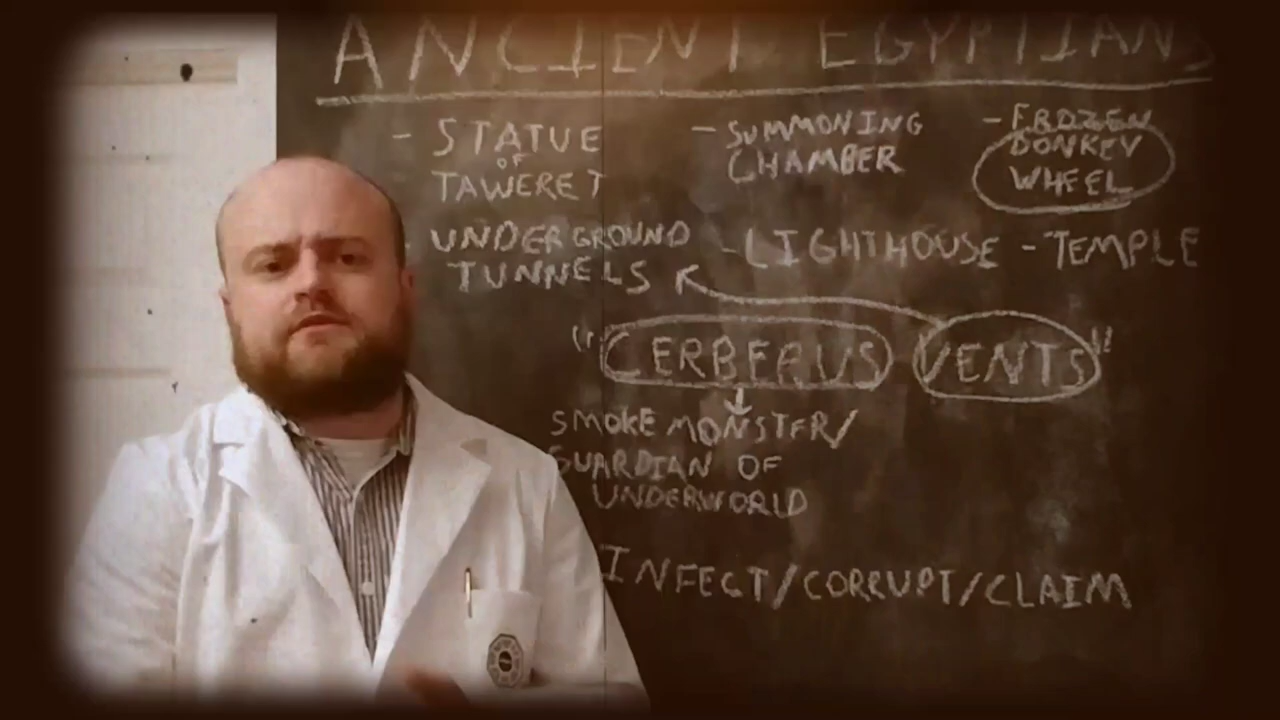 ANCIENT EGYPTIANS
- STATUE OF TAWERET
- SUMMONING CHAMBER
- FROZEN DONKEY WHEEL
- UNDERGROUND TUNNELS
- LIGHTHOUSE
- TEMPLE
"CERBERUS VENTS"
SMOKE MONSTER/
GUARDIAN OF
UNDERWORLD
INFECT/CORRUPT/CLAIM